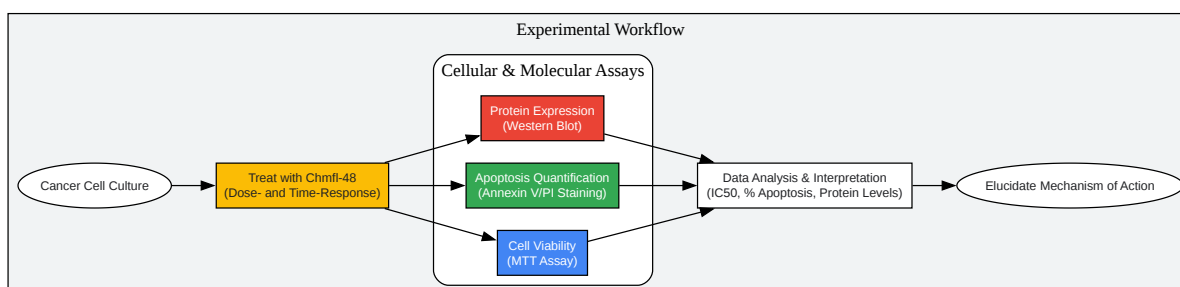 Experimental Workflow
Cellular & Molecular Assays
Cancer Cell Culture
Treat with Chmfl-48
(Dose- and Time-Response)
Protein Expression
(Western Blot)
Apoptosis Quantification
(Annexin V/PI Staining)
Cell Viability
(MTT Assay)
Data Analysis & Interpretation
(IC50, % Apoptosis, Protein Levels)
Elucidate Mechanism of Action